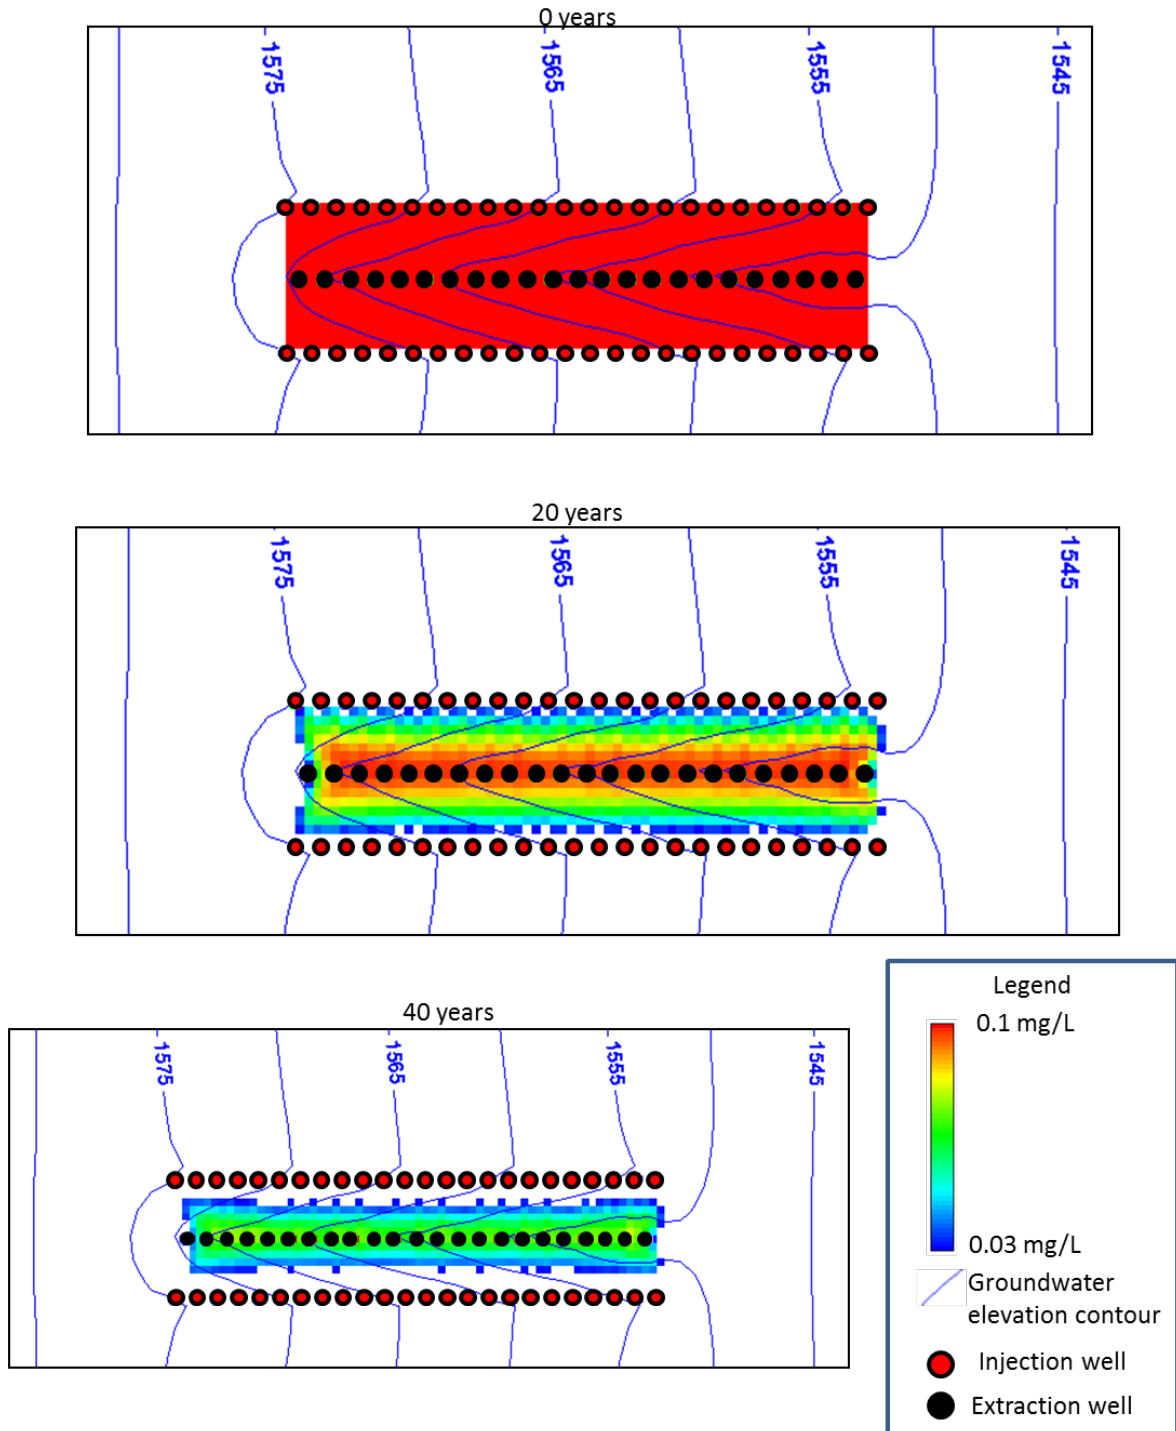 0 years
1575
1565
1555
1545
20 years
1575
1565
1555
1545
40 years
1575
1565
1555
1545
Legend
0.1 mg/L
0.03 mg/L
Groundwater
elevation contour
Injection well
Extraction well